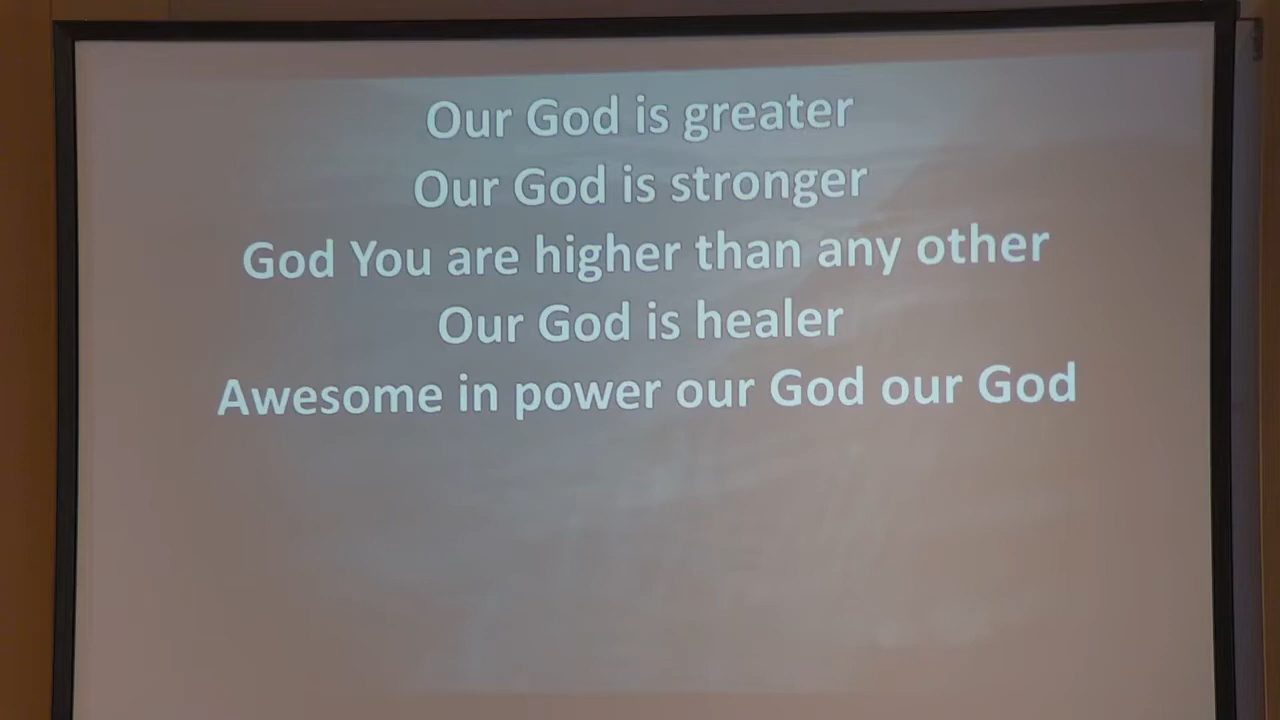 Our God is greater
Our God is stronger
God You are higher than any other
Our God is healer
Awesome in power our God our God